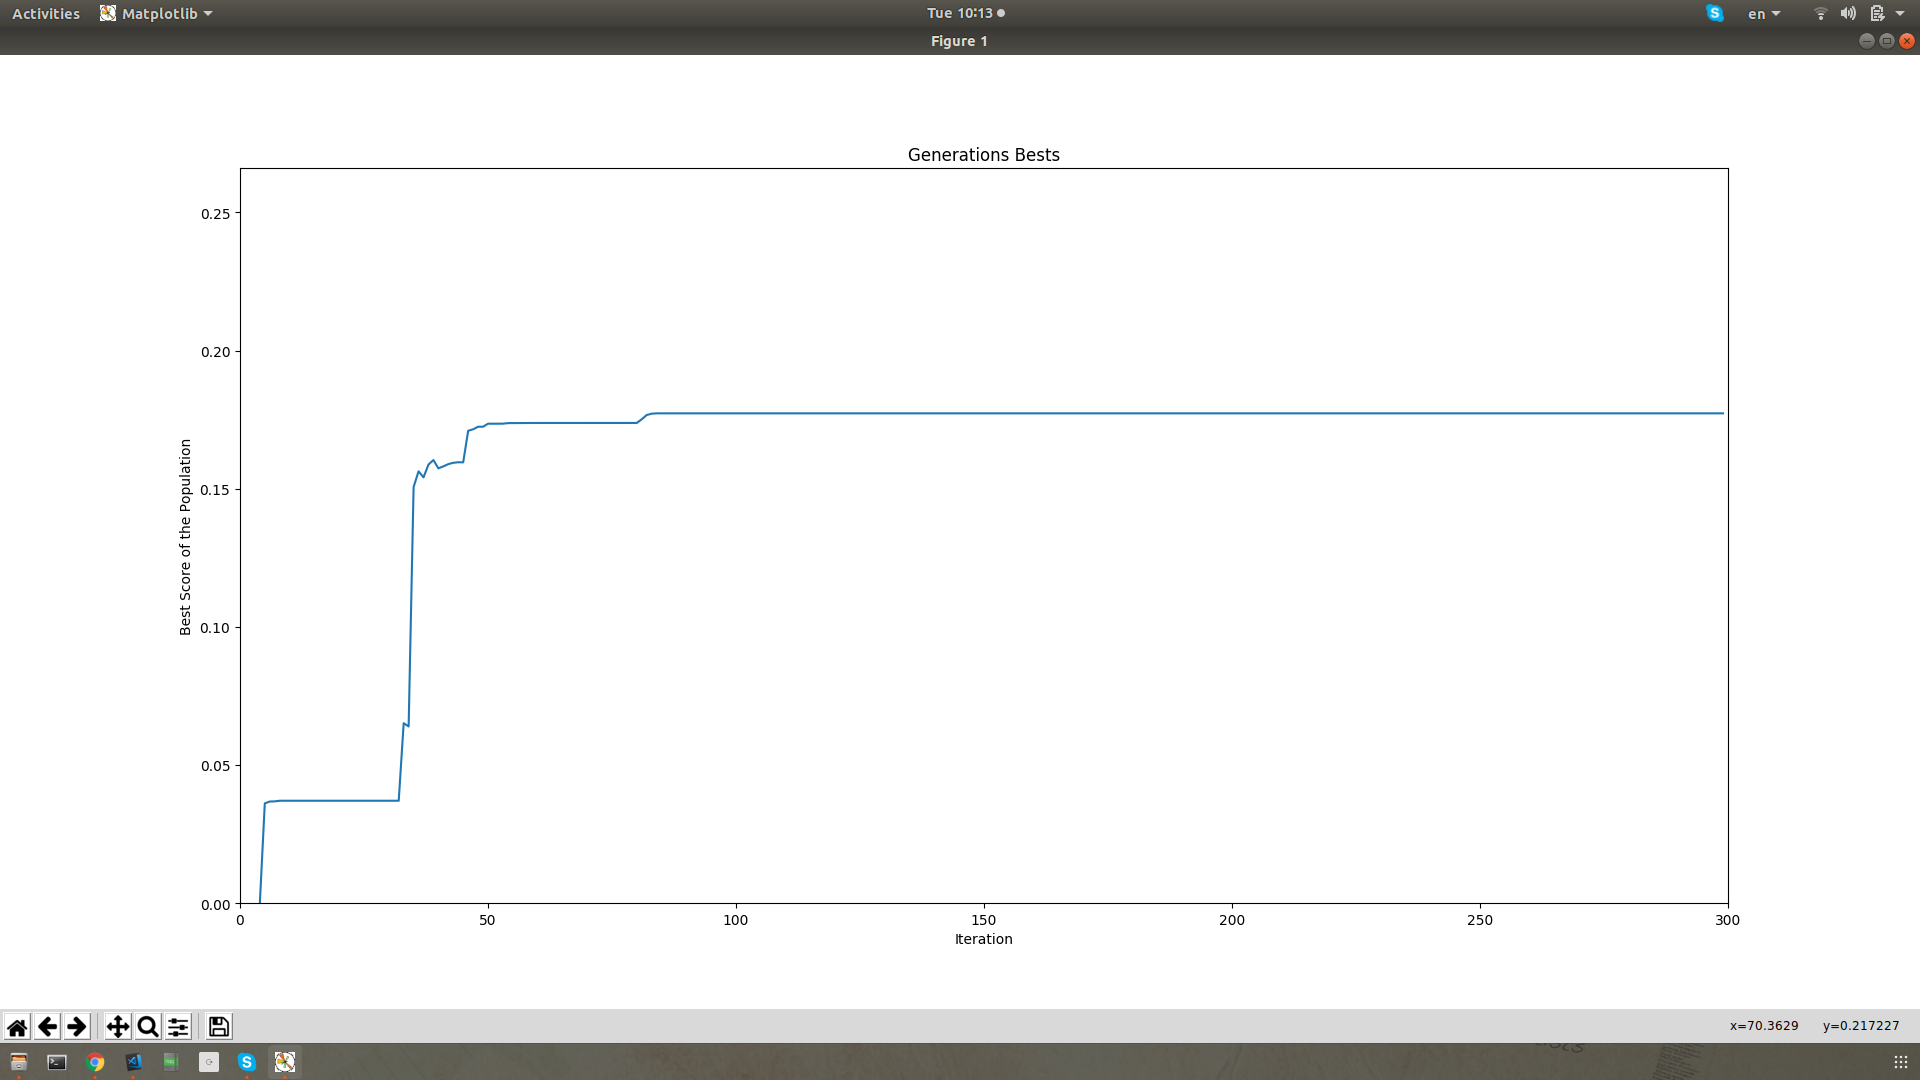 Activities Matplotlib Tue 10:13 en
Figure 1
Generations Bests
0.25
0.20
0.15
0.10
0.05
0.00
Best Score of the Population
0 50 100 150 200 250 300
Iteration
x=70.3629 y=0.217227